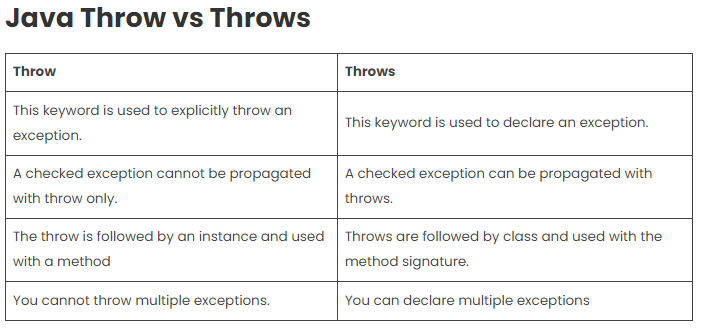 Java Throw vs Throws
Throw
Throws
This keyword is used to explicitly throw an
exception.
This keyword is used to declare an exception.
A checked exception cannot be propagated
with throw only.
A checked exception can be propagated with
throws.
The throw is followed by an instance and used
with a method
Throws are followed by class and used with the
method signature.
You cannot throw multiple exceptions.
You can declare multiple exceptions